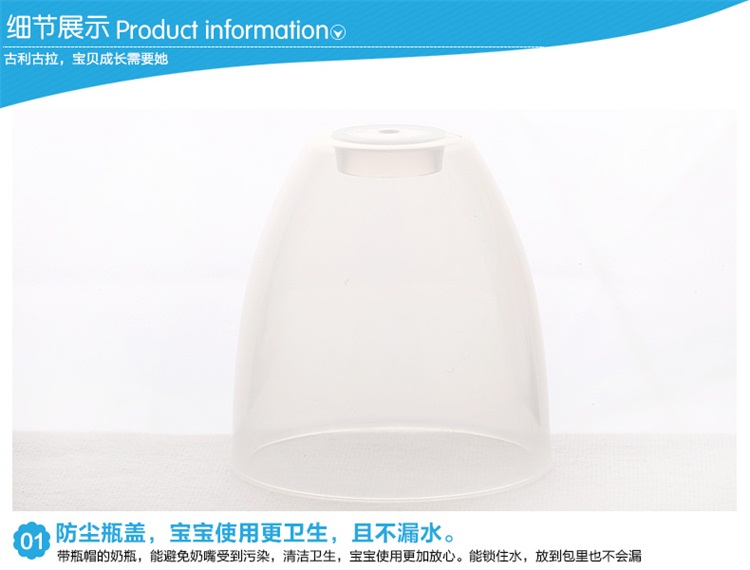 细节展示 Product information
古利古拉，宝贝成长需要她
01 防尘瓶盖，宝宝使用更卫生，且不漏水。
带瓶帽的奶瓶，能避免奶嘴受到污染，清洁卫生，宝宝使用更加放心。能锁住水，放到包里也不会漏